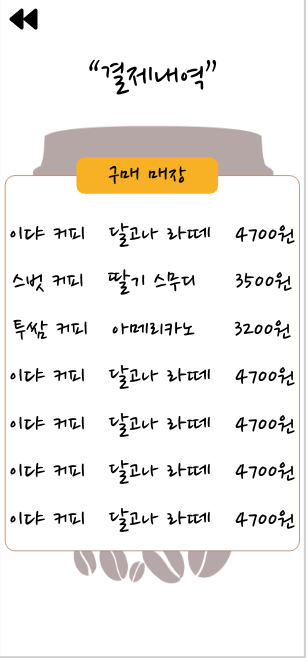 “결제내역”
구매 매장
이댜 커피 달고나 라떼 4700원
스벗 커피 딸기 스무디 3500원
투쌈 커피 아메리카노 3200원
이댜 커피 달고나 라떼 4700원
이댜 커피 달고나 라떼 4700원
이댜 커피 달고나 라떼 4700원
이댜 커피 달고나 라떼 4700원